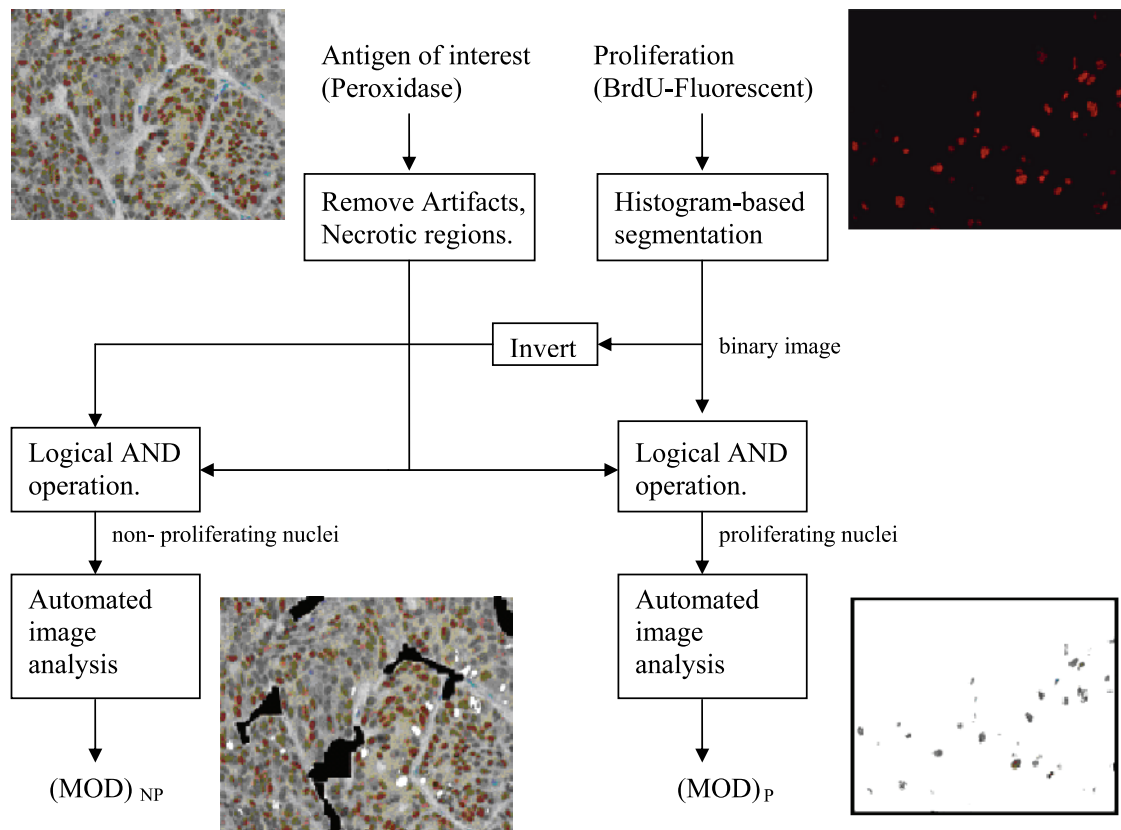 Antigen of interest
(Peroxidase)
Proliferation
(BrdU-Fluorescent)
Remove Artifacts,
Necrotic regions.
Histogram-based
segmentation
Invert
binary image
Logical AND
operation.
Logical AND
operation.
non- proliferating nuclei
proliferating nuclei
Automated
image
analysis
Automated
image
analysis
(MOD) NP
(MOD)P